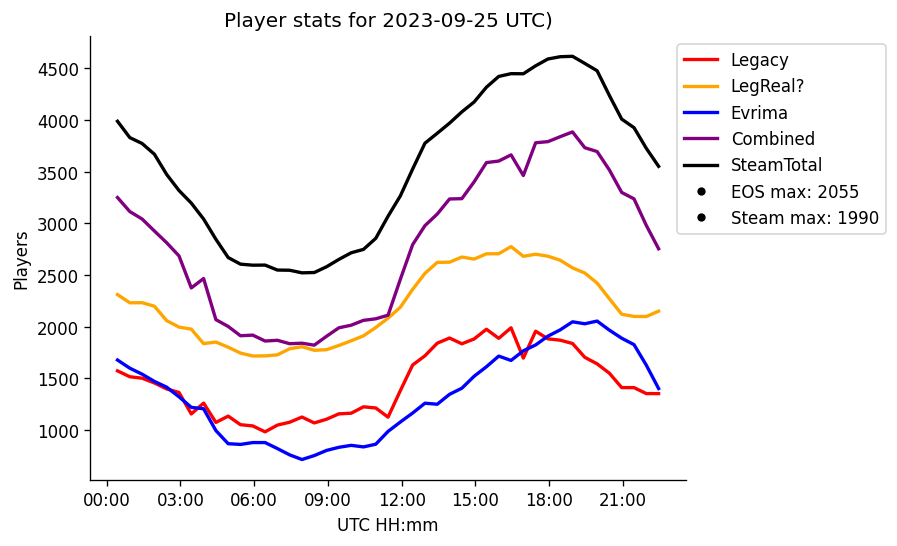 Player stats for 2023-09-25 UTC)
Legacy
LegReal?
Evrima
Combined
SteamTotal
EOS max: 2055
Steam max: 1990
Players
4500
4000
3500
3000
2500
2000
1500
1000
00:00 03:00 06:00 09:00 12:00 15:00 18:00 21:00
UTC HH:mm